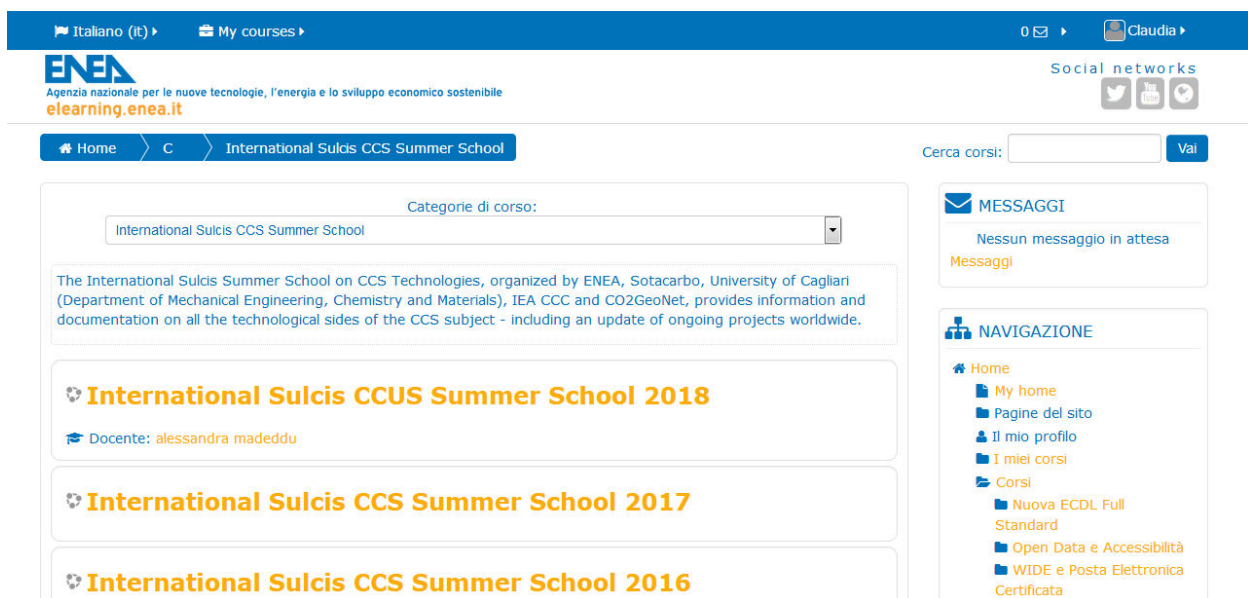 Italiano (it)
My courses
0
Claudia
ENEA
Agenzia nazionale per le nuove tecnologie, l'energia e lo sviluppo economico sostenibile
elearning.enea.it
Social networks
You
Tube
Home
C
International Sulcis CCS Summer School
Cerca corsi:
Vai
Categorie di corso:
International Sulcis CCS Summer School
The International Sulcis Summer School on CCS Technologies, organized by ENEA, Sotacarbo, University of Cagliari
(Department of Mechanical Engineering, Chemistry and Materials), IEA CCC and CO2GeoNet, provides information and
documentation on all the technological sides of the CCS subject - including an update of ongoing projects worldwide.
International Sulcis CCUS Summer School 2018
Docente: alessandra madeddu
International Sulcis CCS Summer School 2017
International Sulcis CCS Summer School 2016
MESSAGGI
Nessun messaggio in attesa
Messaggi
NAVIGAZIONE
Home
My home
Pagine del sito
Il mio profilo
I miei corsi
Corsi
Nuova ECDL Full
Standard
Open Data e Accessibilità
WIDE e Posta Elettronica
Certificata